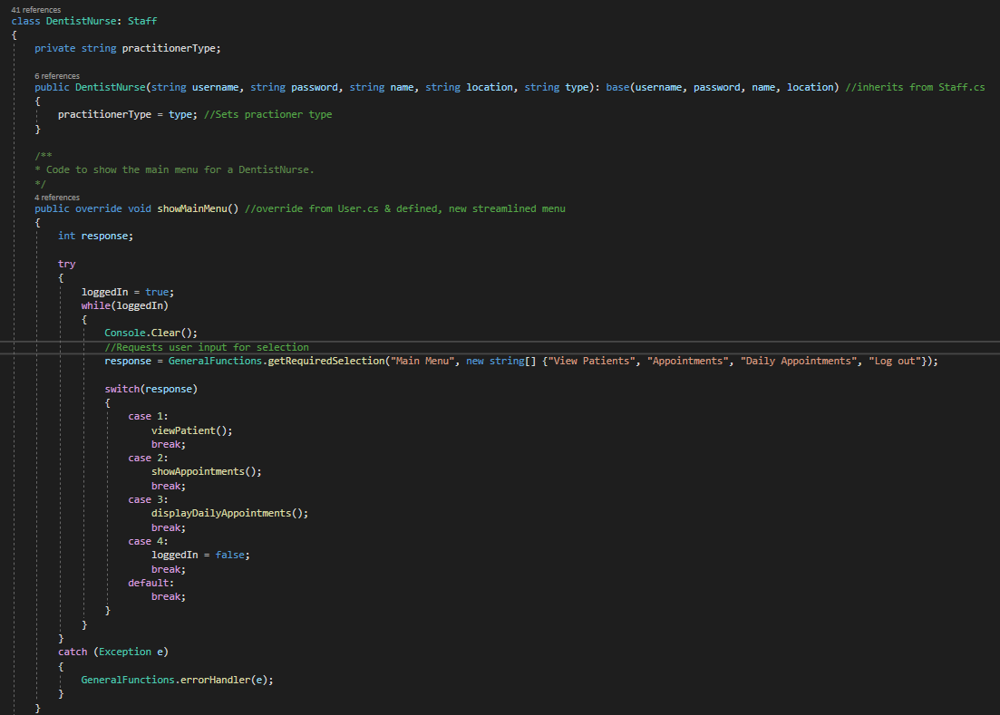 41 references
class DentistNurse: Staff
{
private string practitionerType;
6 references
public DentistNurse(string username, string password, string name, string location, string type): base(username, password, name, location) //inherits from Staff.cs
{
practitionerType = type; //Sets practioner type
}
/**
* Code to show the main menu for a DentistNurse.
*/
4 references
public override void showMainMenu() //override from User.cs & defined, new streamlined menu
{
int response;
try
{
loggedIn = true;
while(loggedIn)
{
Console.Clear();
//Requests user input for selection
response = GeneralFunctions.getRequiredSelection("Main Menu", new string[] {"View Patients", "Appointments", "Daily Appointments", "Log out"});
switch(response)
{
case 1:
viewPatient();
break;
case 2:
showAppointments();
break;
case 3:
displayDailyAppointments();
break;
case 4:
loggedIn = false;
break;
default:
break;
}
}
}
catch (Exception e)
{
GeneralFunctions.errorHandler(e);
}
}